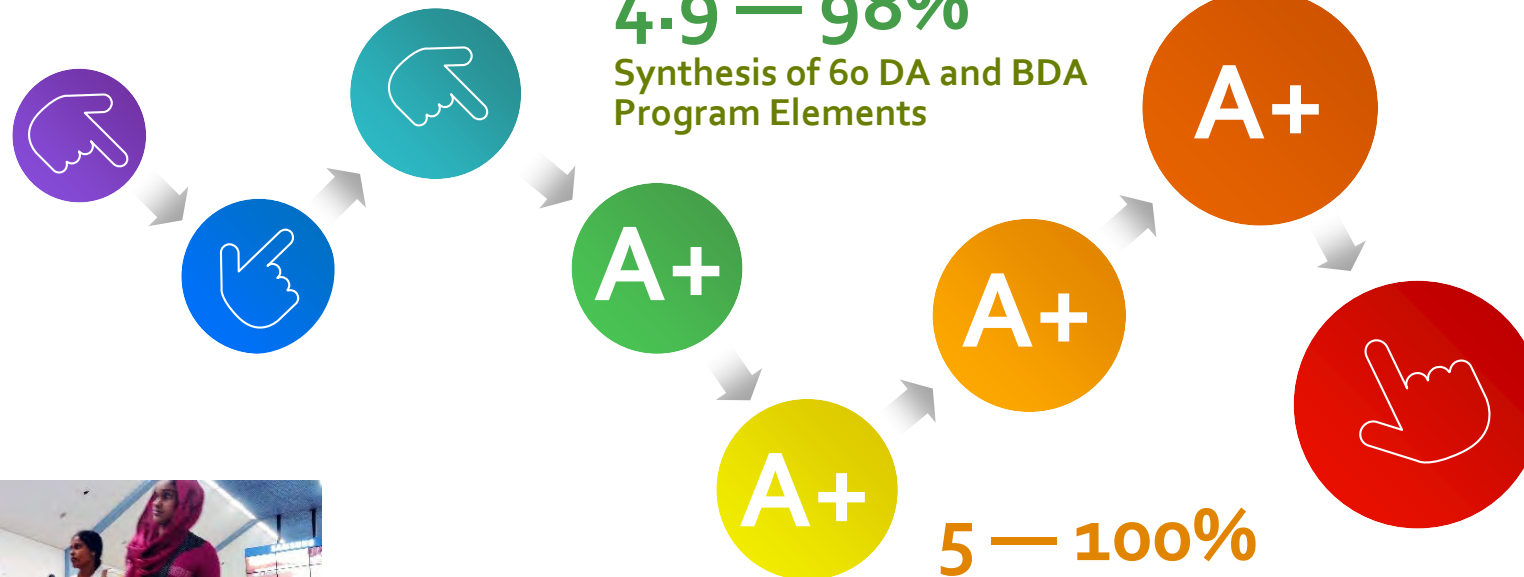 4.9 — 98%
Synthesis of 60 DA and BDA
Program Elements
A+
A+
A+
A+
5 — 100%